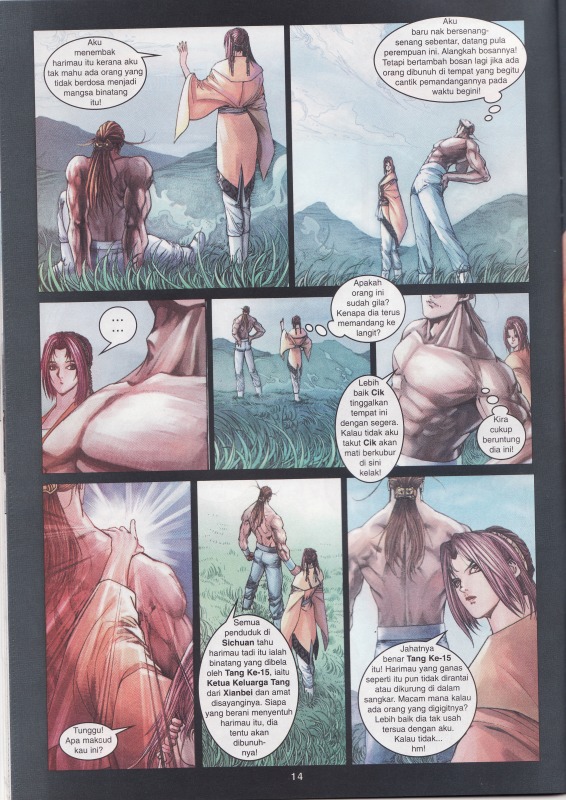 Aku
menembak
harimau itu kerana aku
tak mahu ada orang yang
tidak berdosa menjadi
mangsa binatang
itu!
Aku
baru nak bersenang-
senang sebentar, datang pula
perempuan ini. Alangkah bosannya!
Tetapi bertambah bosan lagi jika ada
orang dibunuh di tempat yang begitu
cantik pemandangannya pada
waktu begini!
...
...
Apakah
orang ini
sudah gila?
Kenapa dia terus
memandang ke
langit?
Lebih
baik Cik
tinggalkan
tempat ini
dengan segera.
Kalau tidak aku
takut Cik akan
mati berkubur
di sini
kelak!
Kira
cukup
beruntung
dia ini!
Tunggu!
Apa maksud
kau ini?
Semua
penduduk di
Sichuan tahu
harimau tadi itu ialah
binatang yang dibela
oleh Tang Ke-15, iaitu
Ketua Keluarga Tang
dari Xianbei dan amat
disayanginya. Siapa
yang berani menyentuh
harimau itu, dia
tentu akan
dibunuh-
nya!
Jahatnya
benar Tang Ke-15
itu! Harimau yang ganas
seperti itu pun tidak dirantai
atau dikurung di dalam
sangkar. Macam mana kalau
ada orang yang digigitnya?
Lebih baik dia tak usah
tersua dengan aku.
Kalau tidak...
hm!
14